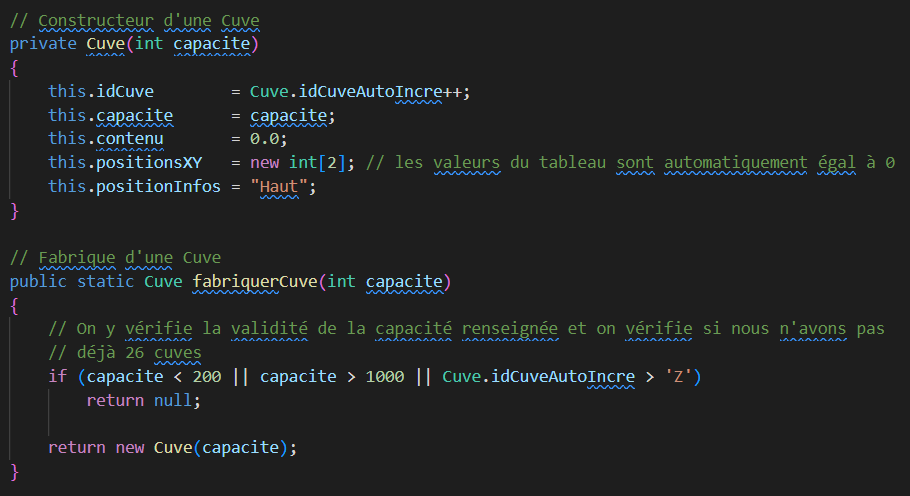 // Constructeur d'une Cuve
private Cuve(int capacite)
{
    this.idCuve        = Cuve.idCuveAutoIncre++;
    this.capacite      = capacite;
    this.contenu       = 0.0;
    this.positionsXY   = new int[2]; // les valeurs du tableau sont automatiquement égal à 0
    this.positionInfos = "Haut";
}

// Fabrique d'une Cuve
public static Cuve fabriquerCuve(int capacite)
{
    // On y vérifie la validité de la capacité renseignée et on vérifie si nous n'avons pas
    // déjà 26 cuves
    if (capacite < 200 || capacite > 1000 || Cuve.idCuveAutoIncre > 'Z')
        return null;

    return new Cuve(capacite);
}